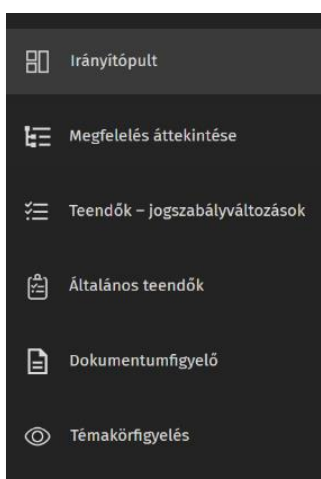 Irányítópult
Megfelelés áttekintése
Teendők – jogszabályváltozások
Általános teendők
Dokumentumfigyelő
Témakörfigyelés